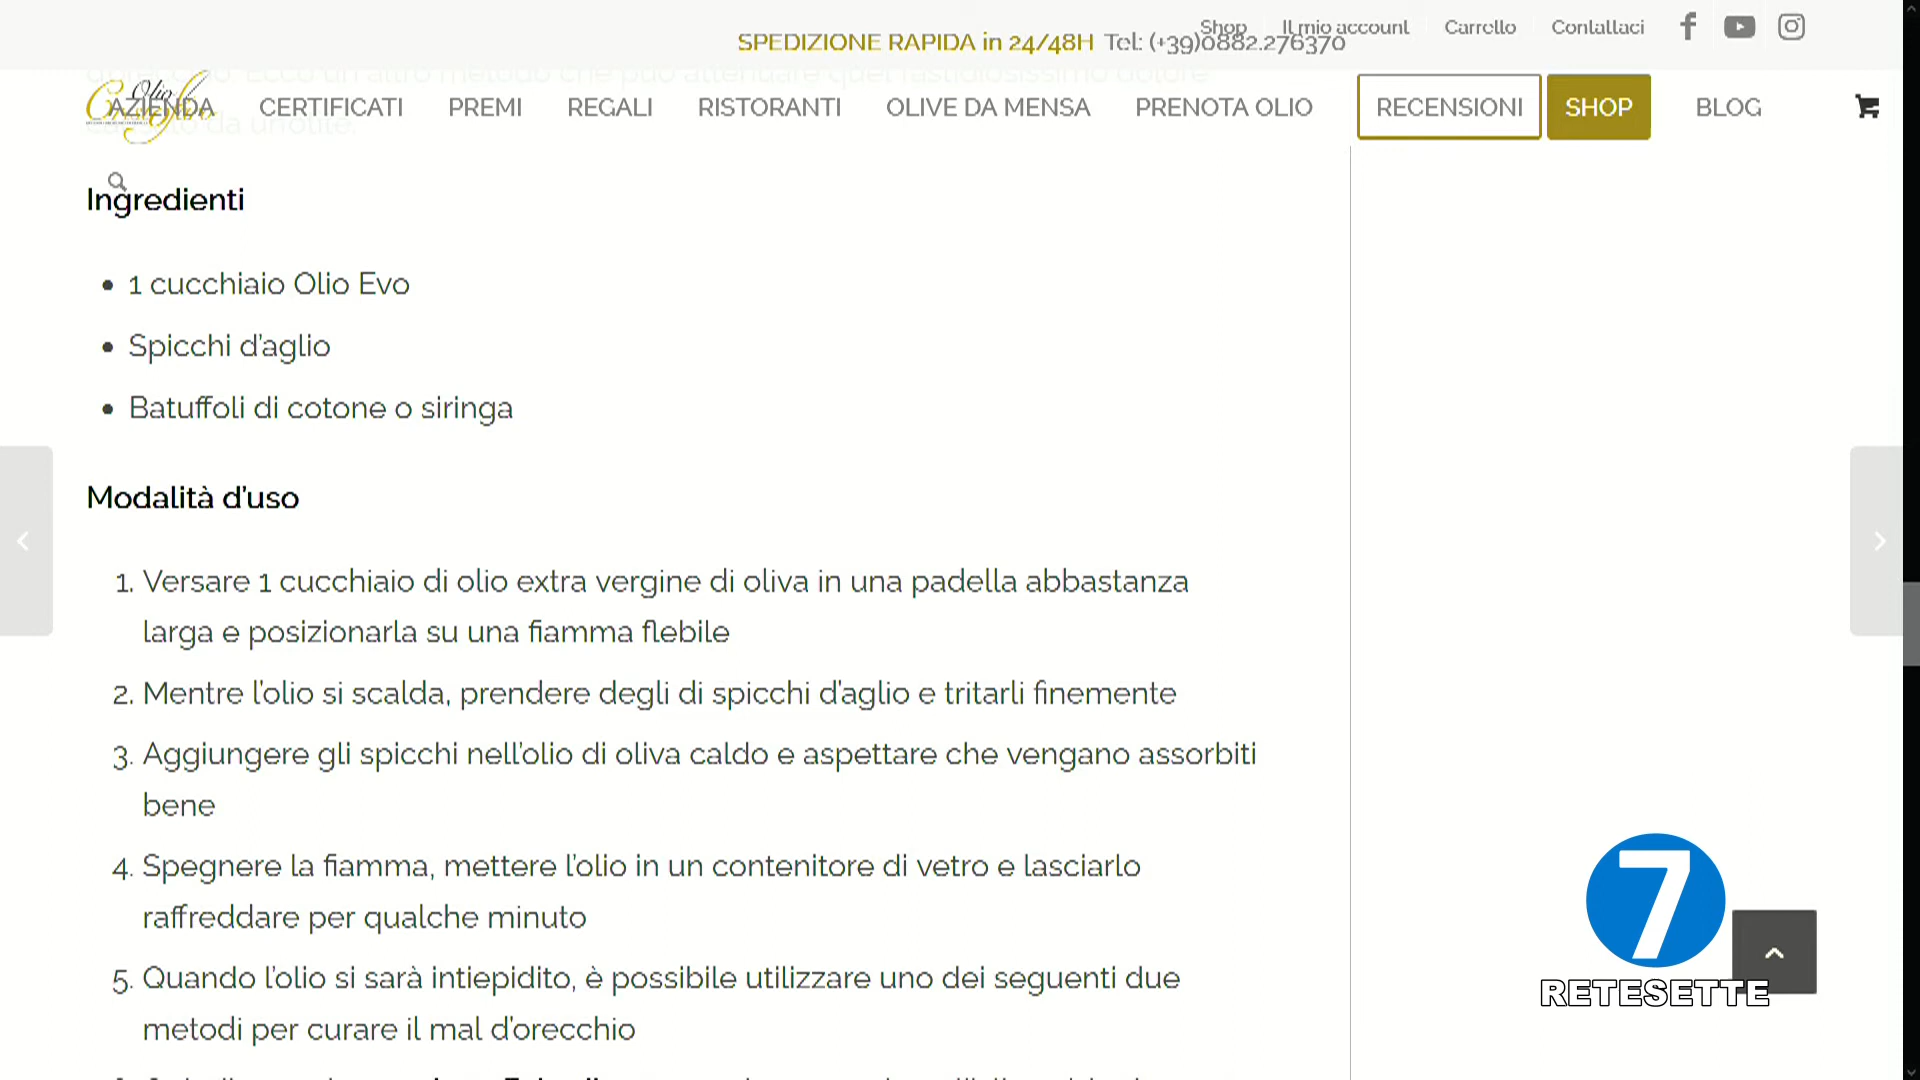 Shop Il mio account Carrello Contattaci
SPEDIZIONE RAPIDA in 24/48H Tel: (+39)0882.276370
Olio
AZIENDA CERTIFICATI PREMI REGALI RISTORANTI OLIVE DA MENSA PRENOTA OLIO RECENSIONI SHOP BLOG
Ingredienti
• 1 cucchiaio Olio Evo
• Spicchi d'aglio
• Batuffoli di cotone o siringa
Modalità d'uso
1. Versare 1 cucchiaio di olio extra vergine di oliva in una padella abbastanza
larga e posizionarla su una fiamma flebile
2. Mentre l'olio si scalda, prendere degli di spicchi d'aglio e tritarli finemente
3. Aggiungere gli spicchi nell'olio di oliva caldo e aspettare che vengano assorbiti
bene
4. Spegnere la fiamma, mettere l'olio in un contenitore di vetro e lasciarlo
raffreddare per qualche minuto
5. Quando l'olio si sarà intiepidito, è possibile utilizzare uno dei seguenti due
metodi per curare il mal d'orecchio
7
RETESETTE